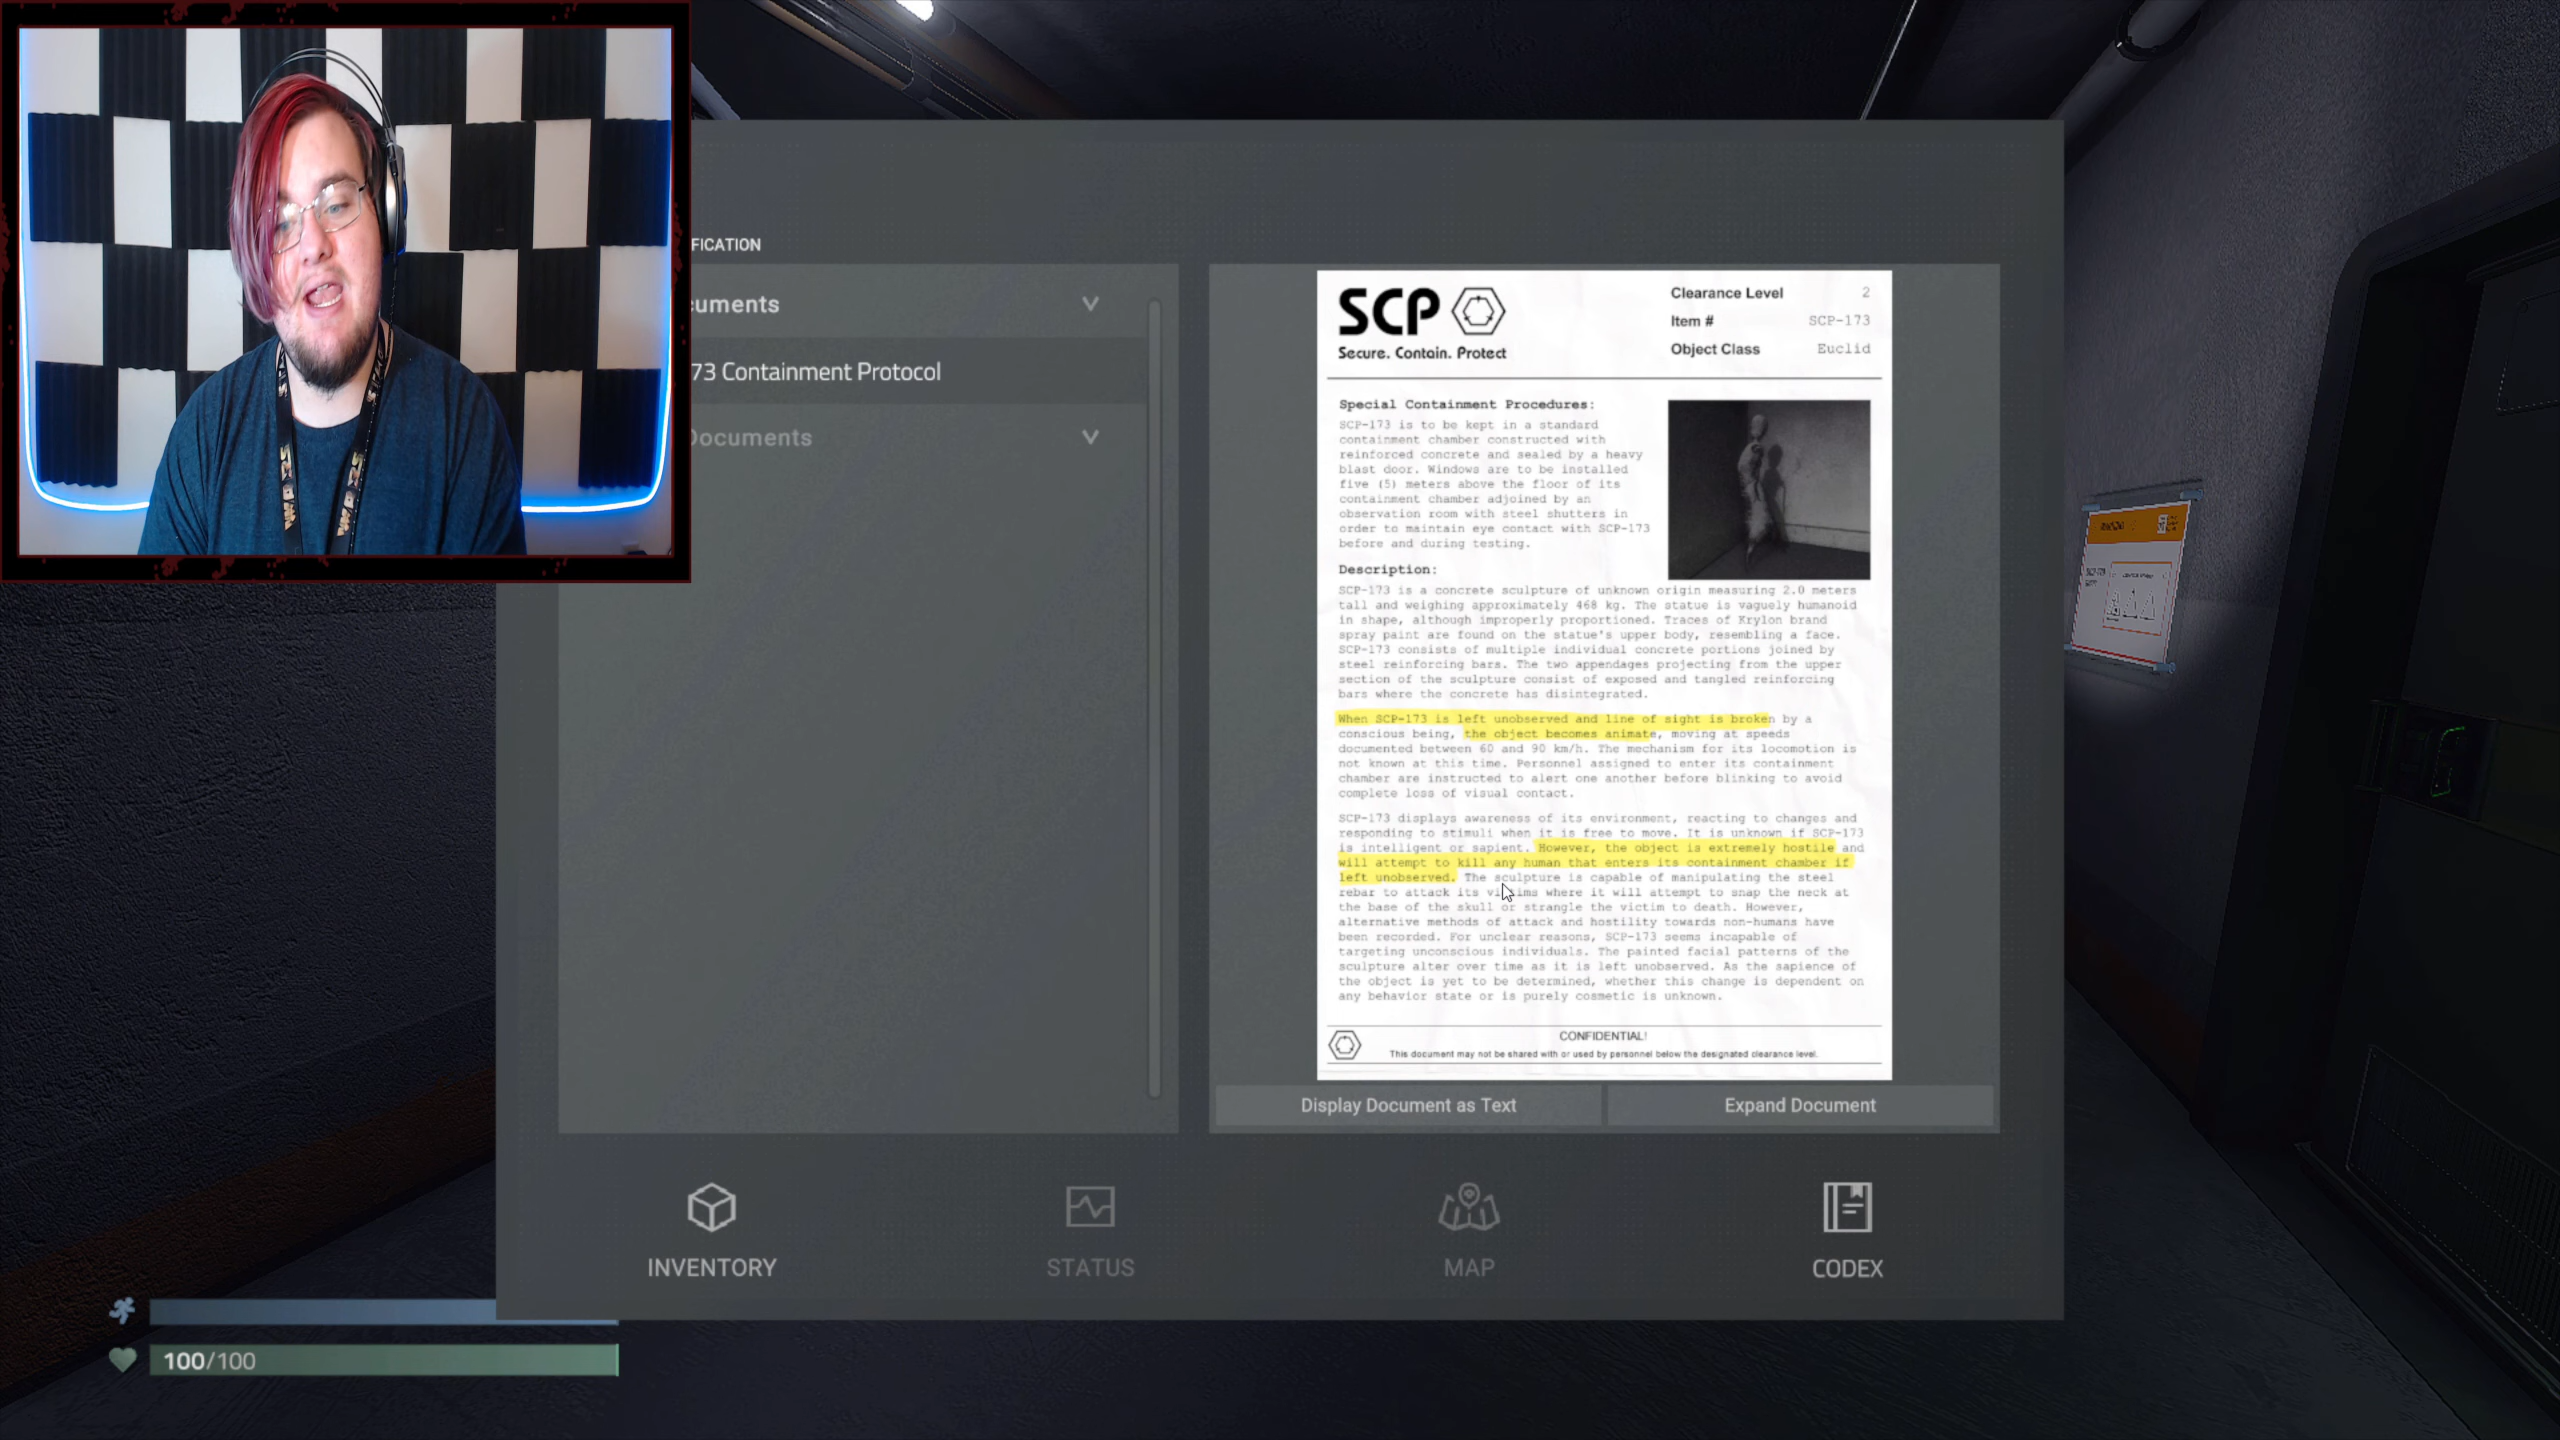 FICATION
cuments
73 Containment Protocol
Documents
SCP
Secure. Contain. Protect
Clearance Level 2
Item # SCP-173
Object Class Euclid
Special Containment Procedures:
SCP-173 is to be kept in a standard
containment chamber constructed with
reinforced concrete and sealed by a heavy
blast door. Windows are to be installed
five (5) meters above the floor of its
containment chamber adjoined by an
observation room with steel shutters in
order to maintain eye contact with SCP-173
before and during testing.
Description:
SCP-173 is a concrete sculpture of unknown origin measuring 2.0 meters
tall and weighing approximately 468 kg. The statue is vaguely humanoid
in shape, although improperly proportioned. Traces of Krylon brand
spray paint are found on the statue's upper body, resembling a face.
SCP-173 consists of multiple individual concrete portions joined by
steel reinforcing bars. The two appendages projecting from the upper
section of the sculpture consist of exposed and tangled reinforcing
bars where the concrete has disintegrated.
When SCP-173 is left unobserved and line of sight is broken by a
conscious being, the object becomes animate, moving at speeds
documented between 60 and 90 km/h. The mechanism for its locomotion is
not known at this time. Personnel assigned to enter its containment
chamber are instructed to alert one another before blinking to avoid
complete loss of visual contact.
SCP-173 displays awareness of its environment, reacting to changes and
responding to stimuli when it is free to move. It is unknown if SCP-173
is intelligent or sapient. However, the object is extremely hostile and
will attempt to kill any human that enters its containment chamber if
left unobserved. The sculpture is capable of manipulating the steel
rebar to attack its victims where it will attempt to snap the neck at
the base of the skull or strangle the victim to death. However,
alternative methods of attack and hostility towards non-humans have
been recorded. For unclear reasons, SCP-173 seems incapable of
targeting unconscious individuals. The painted facial patterns of the
sculpture alter over time as it is left unobserved. As the sapience of
the object is yet to be determined, whether this change is dependent on
any behavior state or is purely cosmetic is unknown.
CONFIDENTIAL!
This document may not be shared with or used by personnel below the designated clearance level.
Display Document as Text
Expand Document
INVENTORY
STATUS
MAP
CODEX
100/100